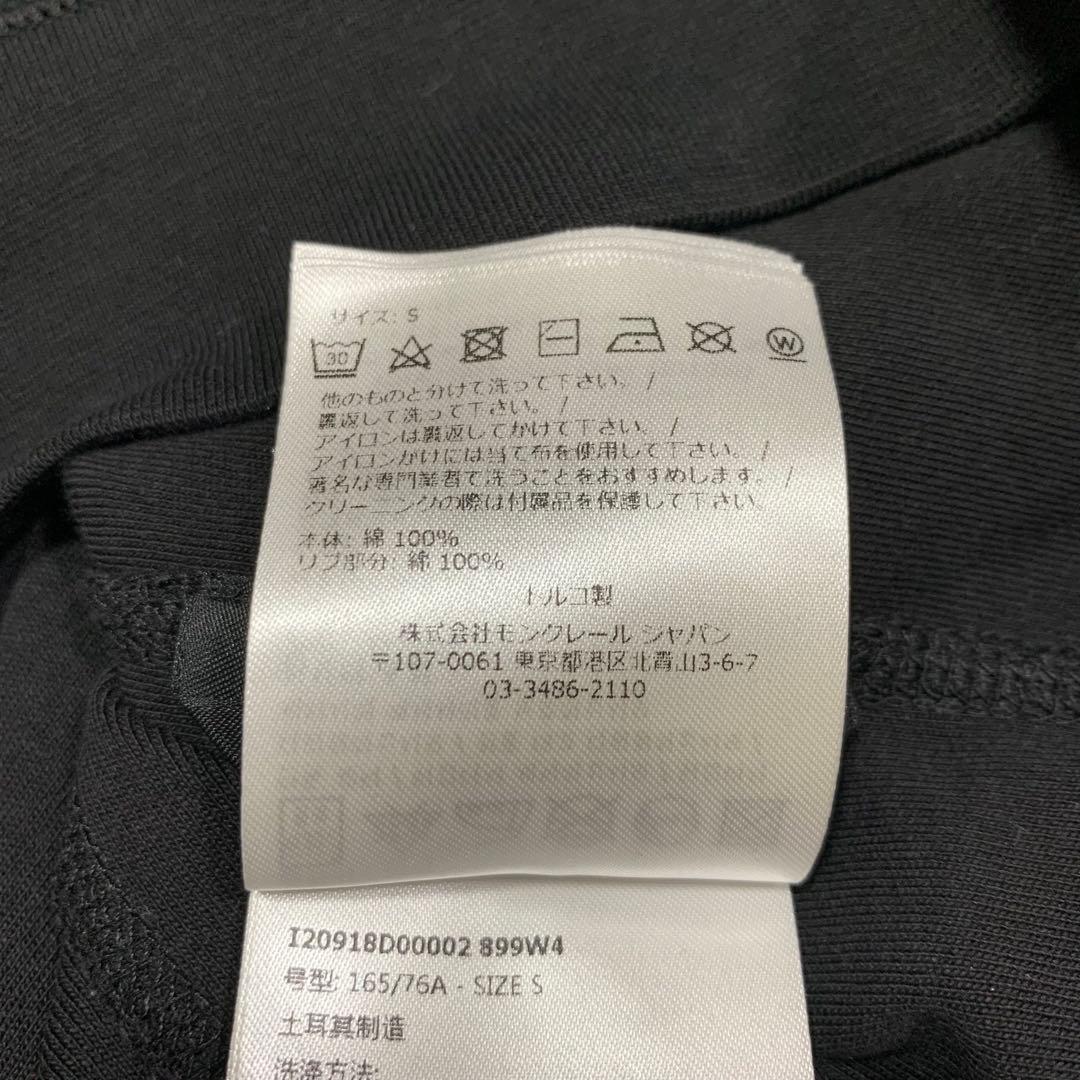 サイズ: S
30
W
他のものと分けて洗って下さい。 /
裏返して洗って下さい。 /
アイロンは裏返してかけて下さい。 /
アイロンがけには当て布を使用して下さい。 /
著名な専門業者で洗うことをおすすめします。 /
クリーニングの際は付属品を保護して下さい。
本体: 綿 100%
リブ部分: 綿 100%
トルコ製
株式会社モンクレール ジャパン
〒107-0061 東京都港区北青山3-6-7
03-3486-2110
I20918D00002 899W4
号型: 165/76A - SIZE S
土耳其制造
洗涤方法: